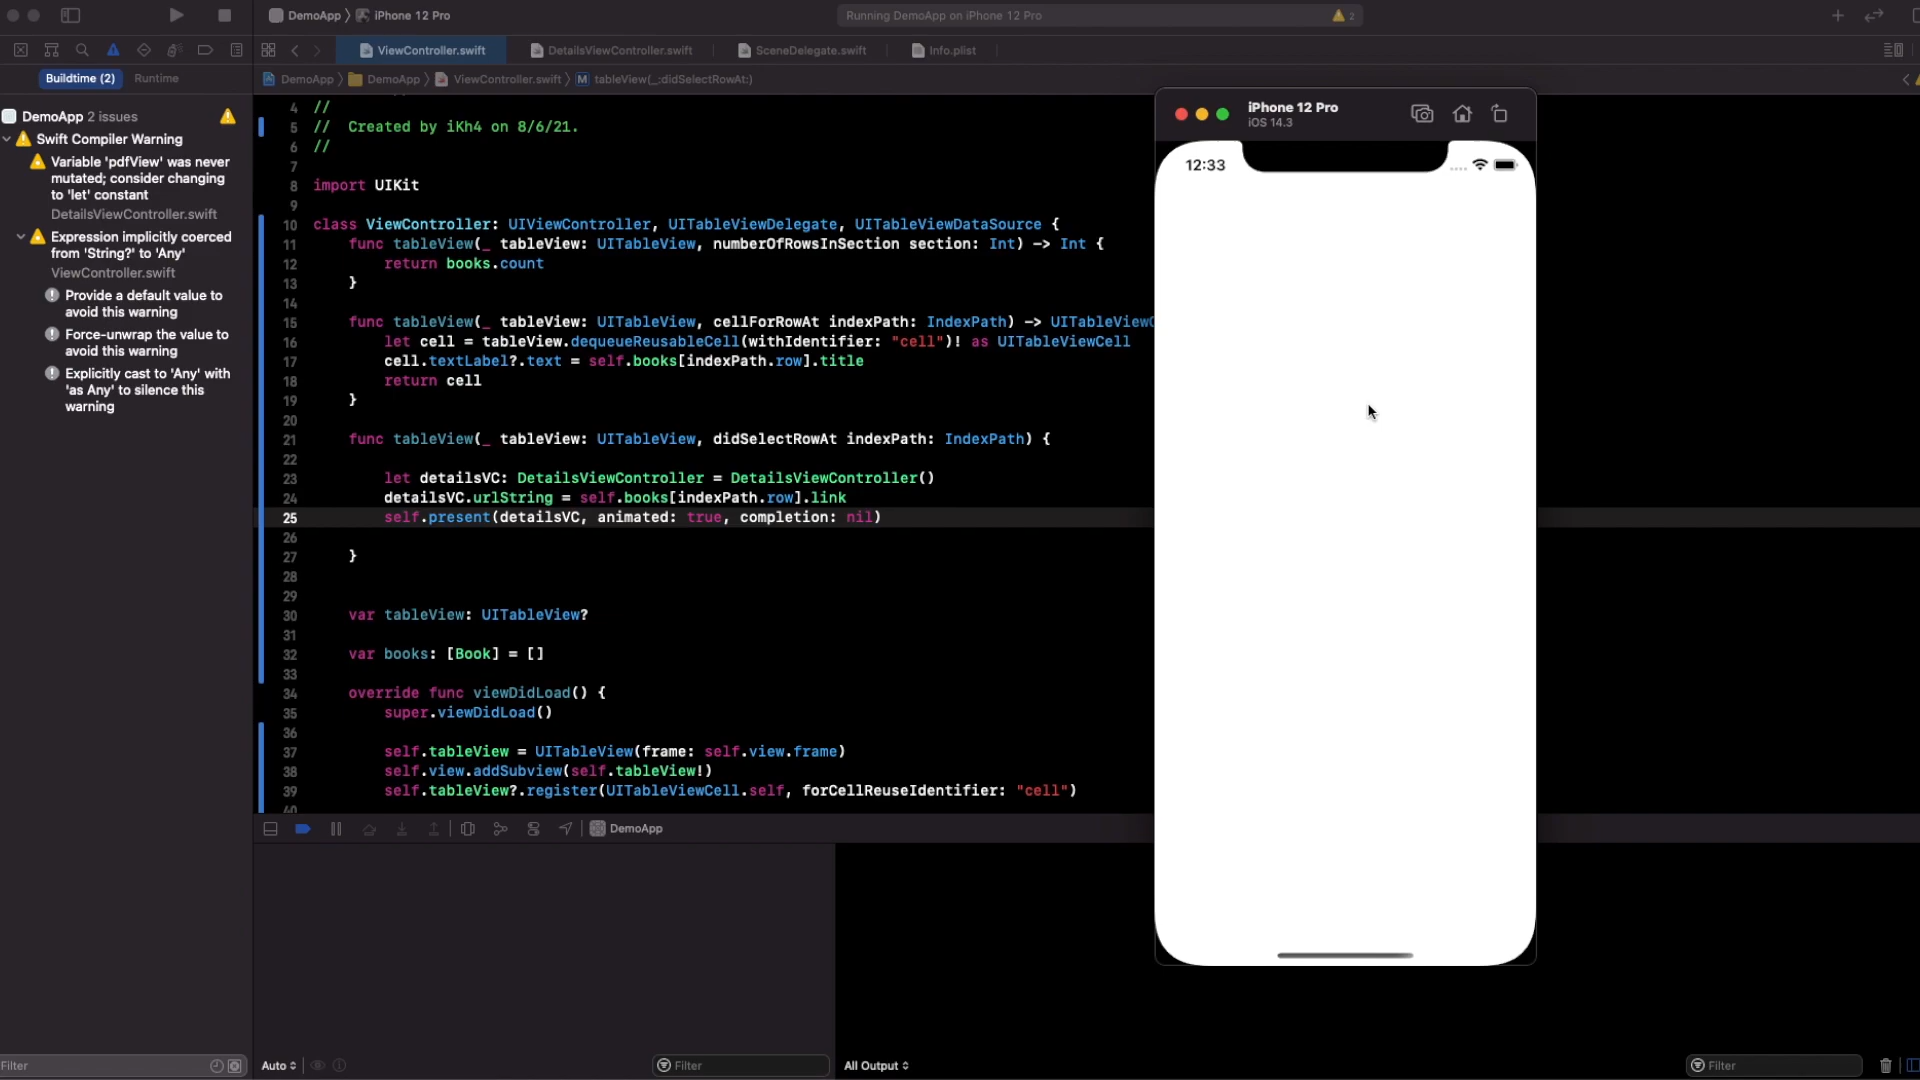 DemoApp 〉 iPhone 12 Pro
Running DemoApp on iPhone 12 Pro
2
ViewController.swift
DetailsViewController.swift
SceneDelegate.swift
Info.plist
Buildtime (2)
Runtime
DemoApp 〉 DemoApp 〉 ViewController.swift 〉 M tableView(_:didSelectRowAt:)
DemoApp 2 issues
Swift Compiler Warning
Variable 'pdfView' was never
mutated; consider changing
to 'let' constant
DetailsViewController.swift
Expression implicitly coerced
from 'String?' to 'Any'
ViewController.swift
Provide a default value to
avoid this warning
Force-unwrap the value to
avoid this warning
Explicitly cast to 'Any' with
'as Any' to silence this
warning
4 //
5 // Created by iKh4 on 8/6/21.
6 //
7
8 import UIKit
9
10 class ViewController: UIViewController, UITableViewDelegate, UITableViewDataSource {
11 func tableView(_ tableView: UITableView, numberOfRowsInSection section: Int) -> Int {
12 return books.count
13 }
14
15 func tableView(_ tableView: UITableView, cellForRowAt indexPath: IndexPath) -> UITableViewC
16 let cell = tableView.dequeueReusableCell(withIdentifier: "cell")! as UITableViewCell
17 cell.textLabel?.text = self.books[indexPath.row].title
18 return cell
19 }
20
21 func tableView(_ tableView: UITableView, didSelectRowAt indexPath: IndexPath) {
22
23 let detailsVC: DetailsViewController = DetailsViewController()
24 detailsVC.urlString = self.books[indexPath.row].link
25 self.present(detailsVC, animated: true, completion: nil)
26
27 }
28
29
30 var tableView: UITableView?
31
32 var books: [Book] = []
33
34 override func viewDidLoad() {
35 super.viewDidLoad()
36
37 self.tableView = UITableView(frame: self.view.frame)
38 self.view.addSubview(self.tableView!)
39 self.tableView?.register(UITableViewCell.self, forCellReuseIdentifier: "cell")
40
iPhone 12 Pro
iOS 14.3
12:33
DemoApp
Filter
Auto
Filter
All Output
Filter